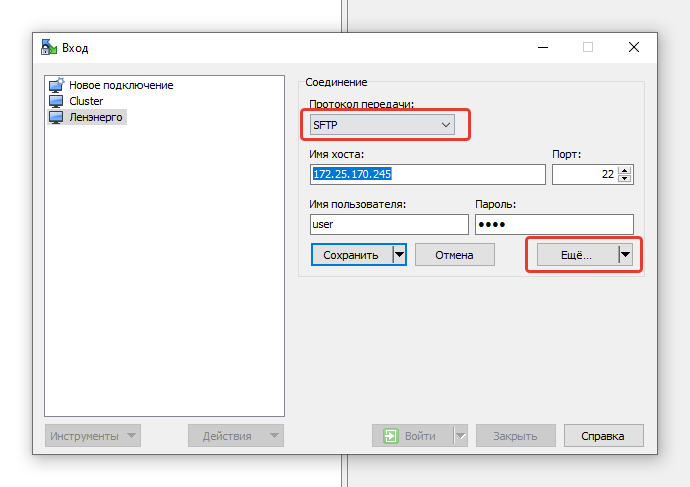 Вход
Новое подключение
Cluster
Ленэнерго
Соединение
Протокол передачи:
SFTP
Имя хоста:
Порт:
172.25.170.245
22
Имя пользователя:
Пароль:
user
●●●●
Сохранить
Отмена
Ещё...
Инструменты
Действия
Войти
Закрыть
Справка